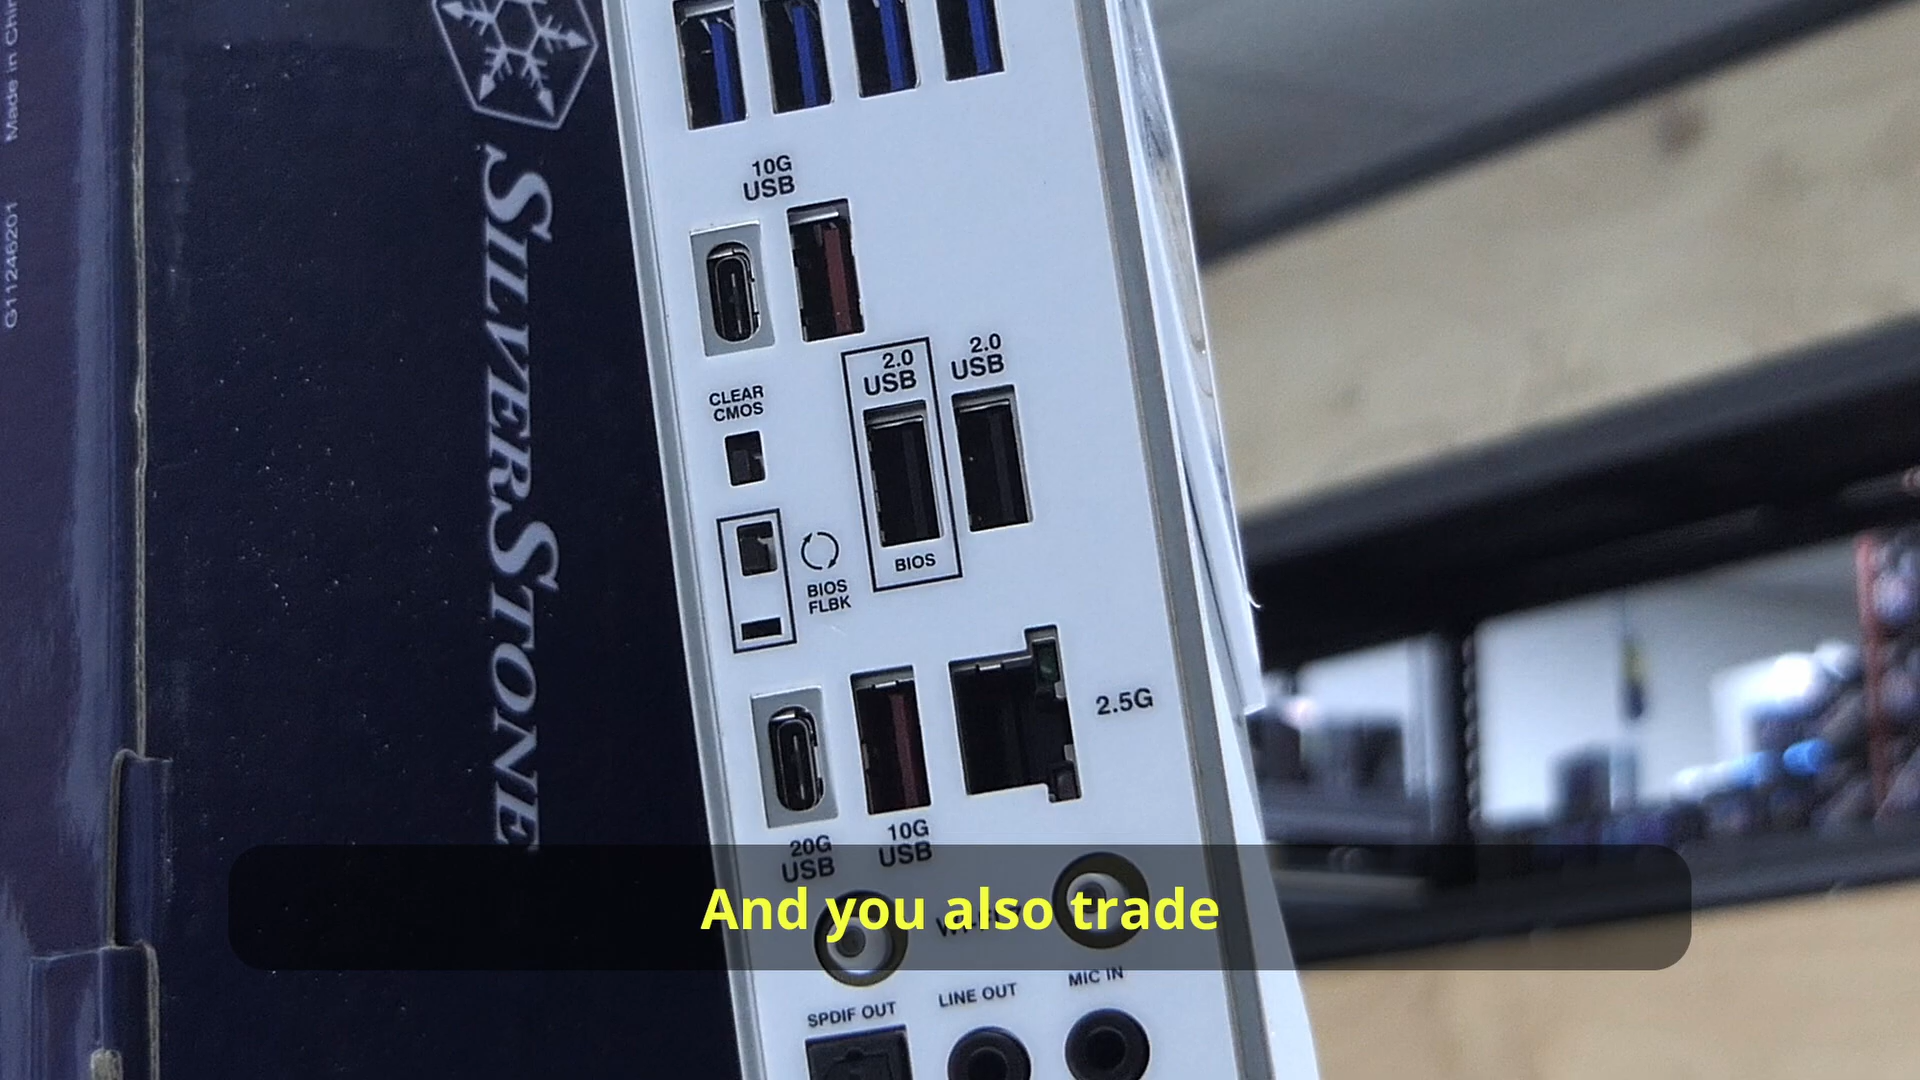 Made in Chin
G11246201
SILVERSTONE
10G
USB
2.0
USB
2.0
USB
CLEAR
CMOS
BIOS
BIOS
FLBK
2.5G
20G
USB
10G
USB
And you also trade
SPDIF OUT
LINE OUT
MIC IN